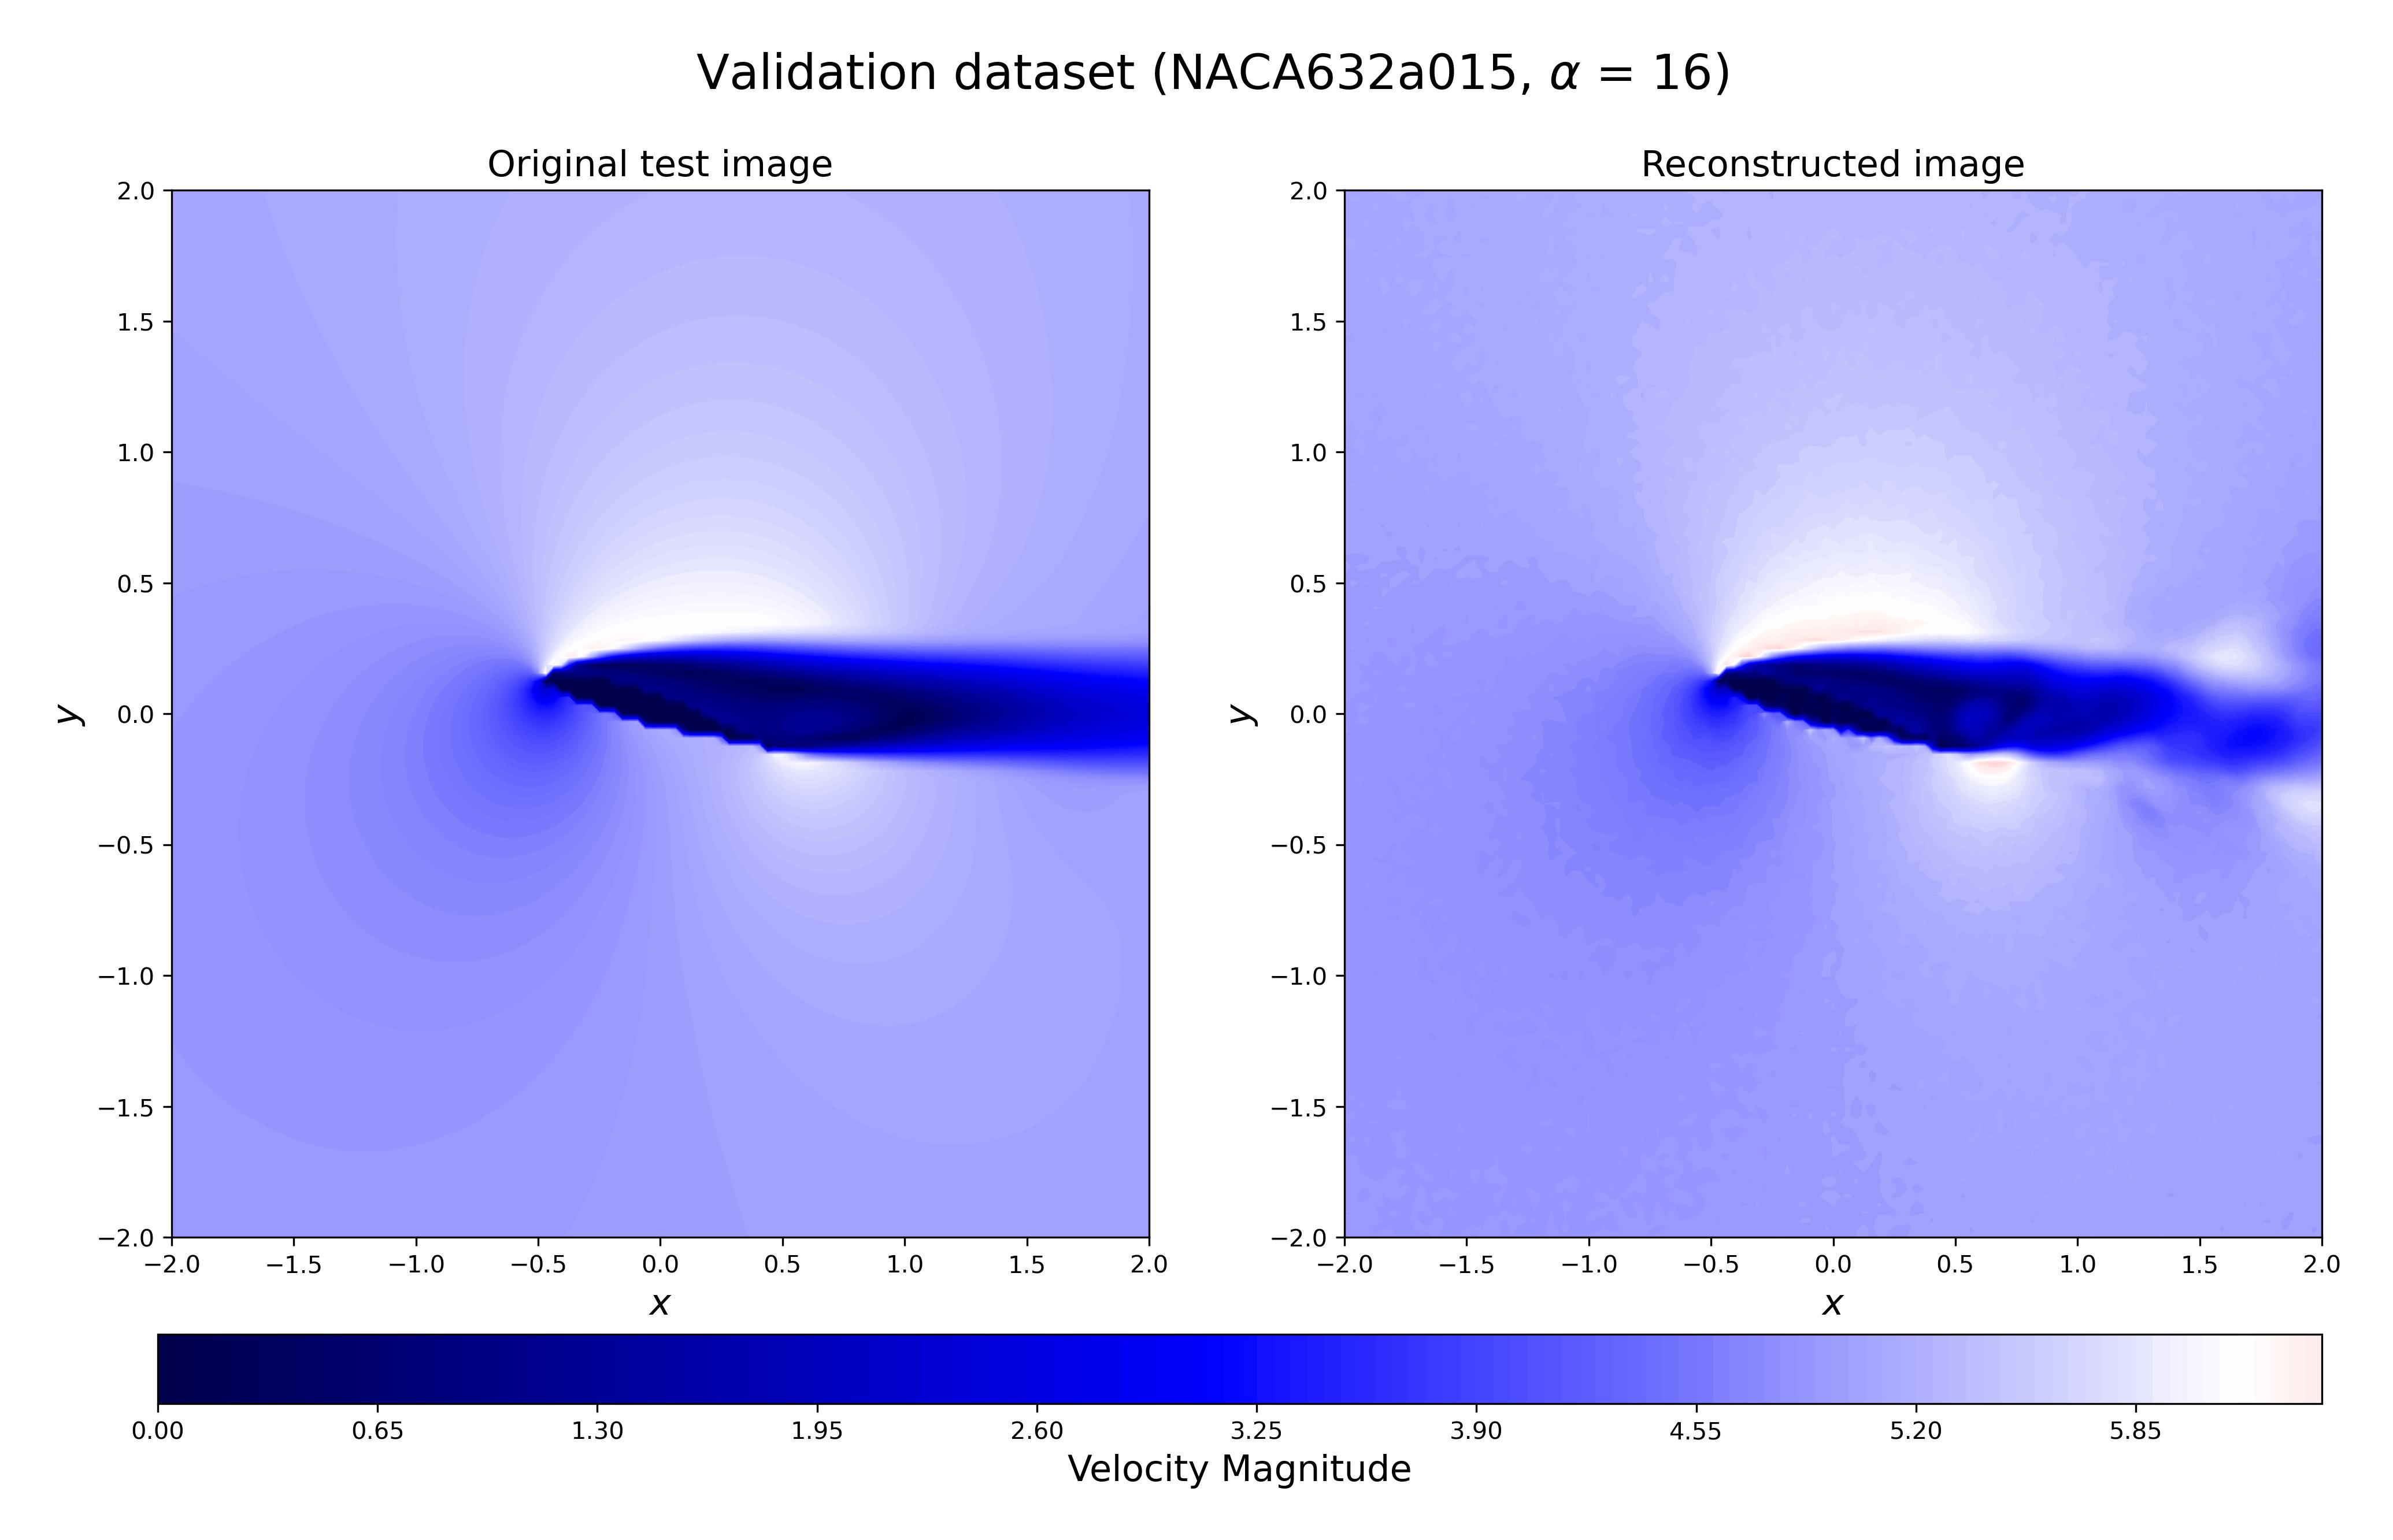 Validation dataset (NACA632a015, α = 16)
Original test image
Reconstructed image
2.0
1.5
1.0
0.5
0.0
−0.5
−1.0
−1.5
−2.0
y
−2.0 −1.5 −1.0 −0.5 0.0 0.5 1.0 1.5 2.0
x
2.0
1.5
1.0
0.5
0.0
−0.5
−1.0
−1.5
−2.0
y
−2.0 −1.5 −1.0 −0.5 0.0 0.5 1.0 1.5 2.0
x
0.00 0.65 1.30 1.95 2.60 3.25 3.90 4.55 5.20 5.85
Velocity Magnitude